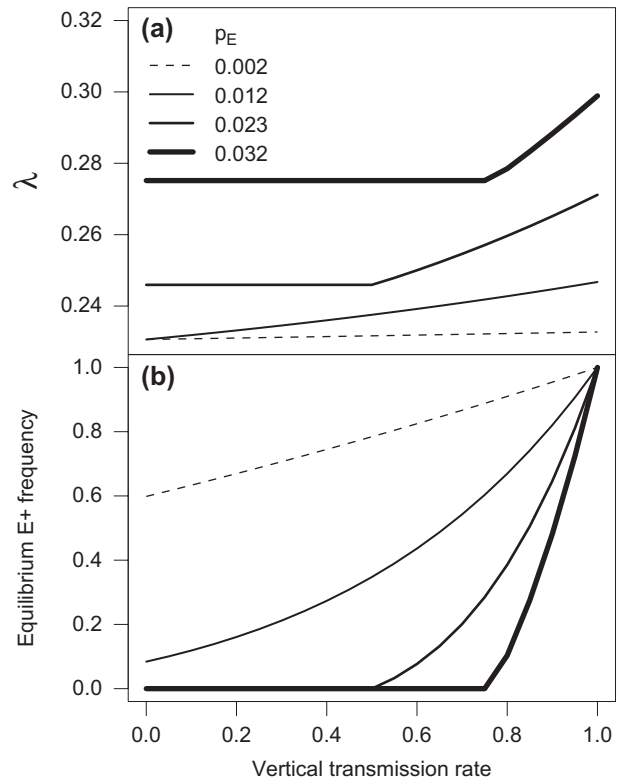 (a)
p_E
0.002
0.012
0.023
0.032
0.32
0.30
0.28
0.26
0.24
λ
(b)
1.0
0.8
0.6
0.4
0.2
0.0
Equilibrium E+ frequency
0.0 0.2 0.4 0.6 0.8 1.0
Vertical transmission rate